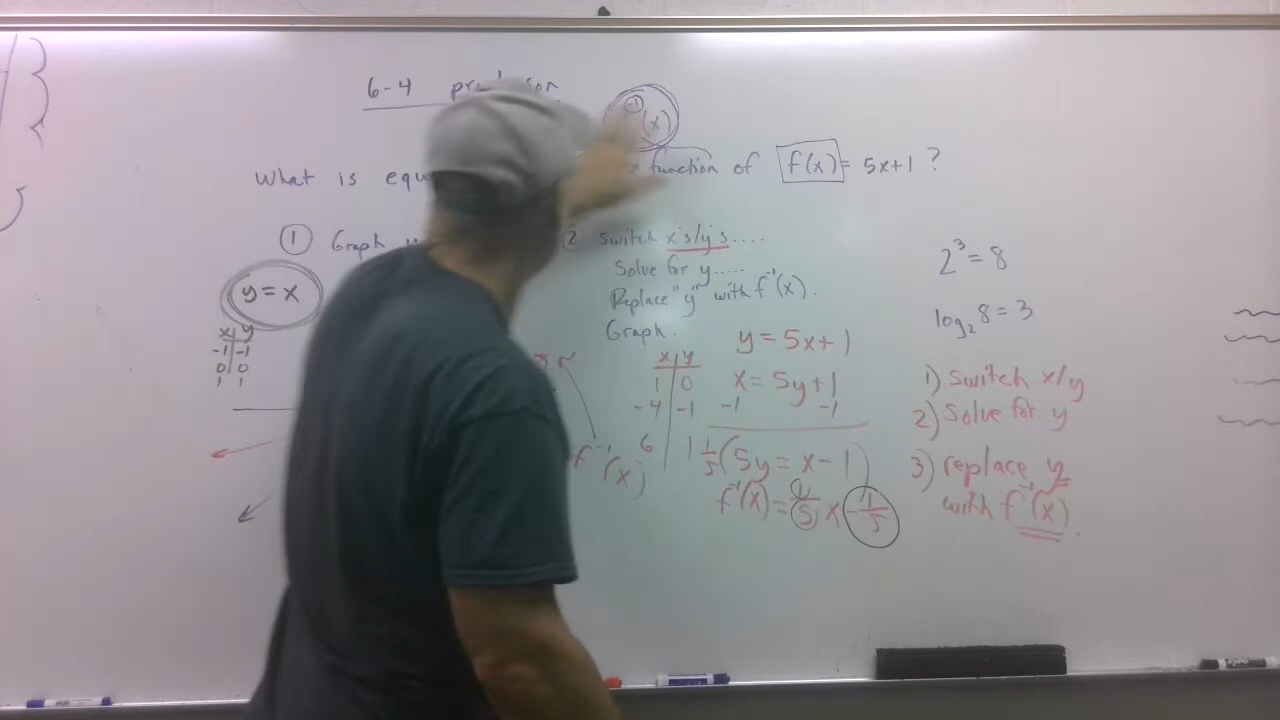 6-4
-1 (x)
What is
function of f(x) = 5x+1 ?
① Graph
② Switch x's/y's....
Solve for y.....
Replace "y" with f⁻¹(x).
Graph.
y = x
x y
-1 -1
0 0
1 1
x y
1 0
-4 -1
6 1
f⁻¹(x)
y = 5x+1
x = 5y+1
-1 -1
1/5(5y = x-1)
f⁻¹(x) = 1/5 x - 1/5
2³ = 8
log₂8 = 3
1) Switch x/y
2) Solve for y
3) replace y
with f⁻¹(x).
EXPO